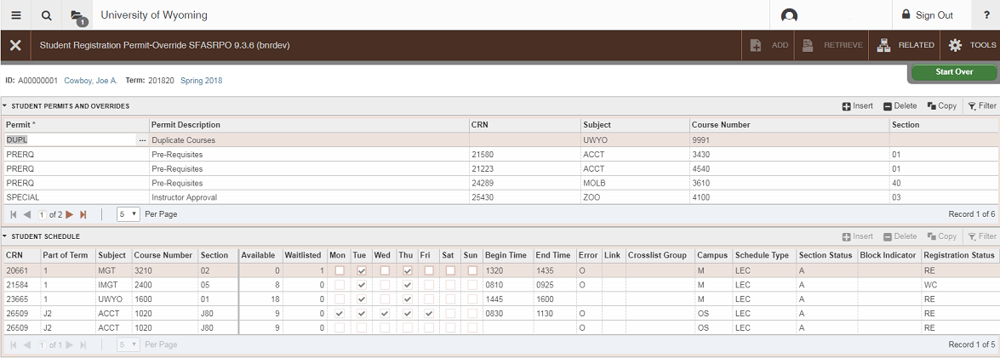 1 University of Wyoming Sign Out ?
Student Registration Permit-Override SFASRPO 9.3.6 (bnrdev) ADD RETRIEVE RELATED TOOLS
ID: A00000001 Cowboy, Joe A. Term: 201820 Spring 2018 Start Over
STUDENT PERMITS AND OVERRIDES Insert Delete Copy Filter
Permit * Permit Description CRN Subject Course Number Section
DUPL ... Duplicate Courses UWYO 9991
PRERQ Pre-Requisites 21580 ACCT 3430 01
PRERQ Pre-Requisites 21223 ACCT 4540 01
PRERQ Pre-Requisites 24289 MOLB 3610 40
SPECIAL Instructor Approval 25430 ZOO 4100 03
1 of 2 5 Per Page Record 1 of 6
STUDENT SCHEDULE Insert Delete Copy Filter
CRN Part of Term Subject Course Number Section Available Waitlisted Mon Tue Wed Thu Fri Sat Sun Begin Time End Time Error Link Crosslist Group Campus Schedule Type Section Status Block Indicator Registration Status
20661 1 MGT 3210 02 0 1 1320 1435 O M LEC A RE
21584 1 IMGT 2400 05 8 0 0810 0925 O M LEC A WC
23665 1 UWYO 1600 01 18 0 1445 1600 M LEC A RE
26509 J2 ACCT 1020 J80 9 0 0830 1130 O OS LEC A RE
26509 J2 ACCT 1020 J80 9 0 O OS LEC A RE
1 of 1 5 Per Page Record 1 of 5